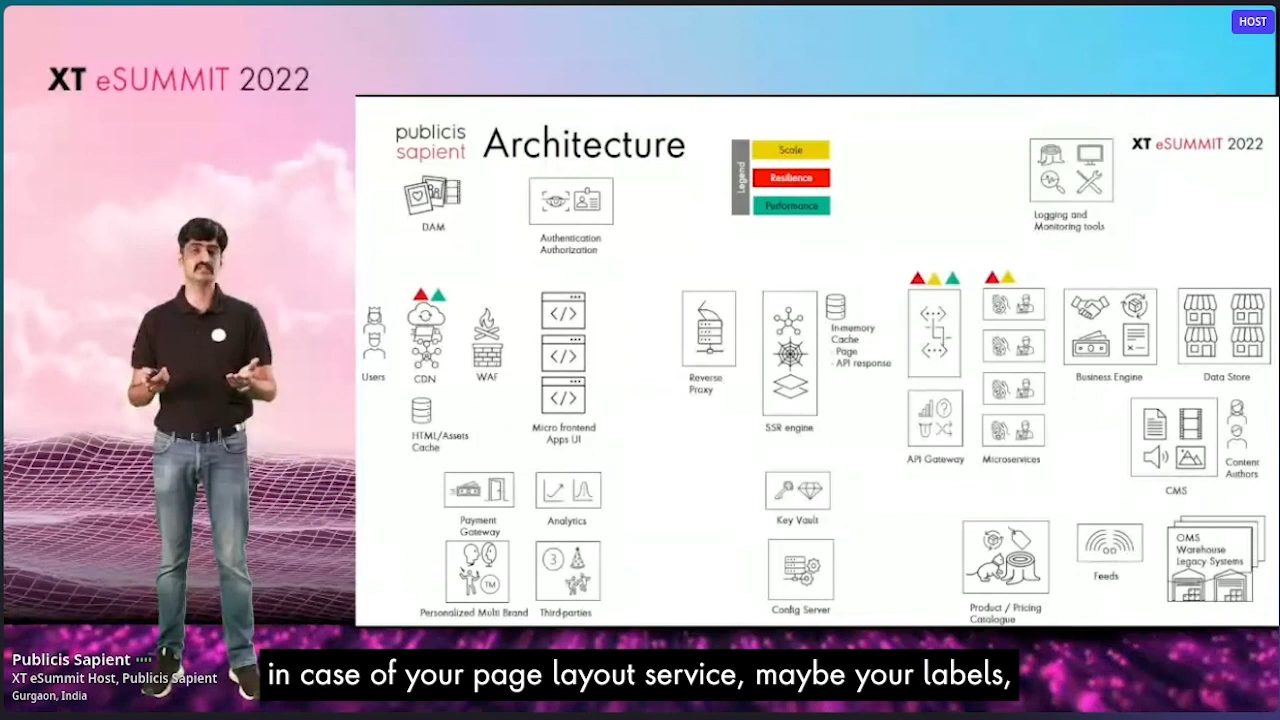 HOST
XT eSUMMIT 2022
publicis
sapient
Architecture
Legend
Scale
Resilience
Performance
XT eSUMMIT 2022
Logging and
Monitoring tools
DAM
Authentication
Authorization
Users
CDN
WAF
HTML/Assets
Cache
Micro frontend
Apps UI
Reverse
Proxy
SSR engine
In-memory
Cache
- Page
- API response
API Gateway
Microservices
Business Engine
Data Store
Content
Authors
CMS
Payment
Gateway
Analytics
Key Vault
TM
Personalized Multi Brand
3
Third-parties
Config Server
Product / Pricing
Catalogue
Feeds
OMS
Warehouse
Legacy Systems
Publicis Sapient
XT eSummit Host, Publicis Sapient
Gurgaon, India
in case of your page layout service, maybe your labels,